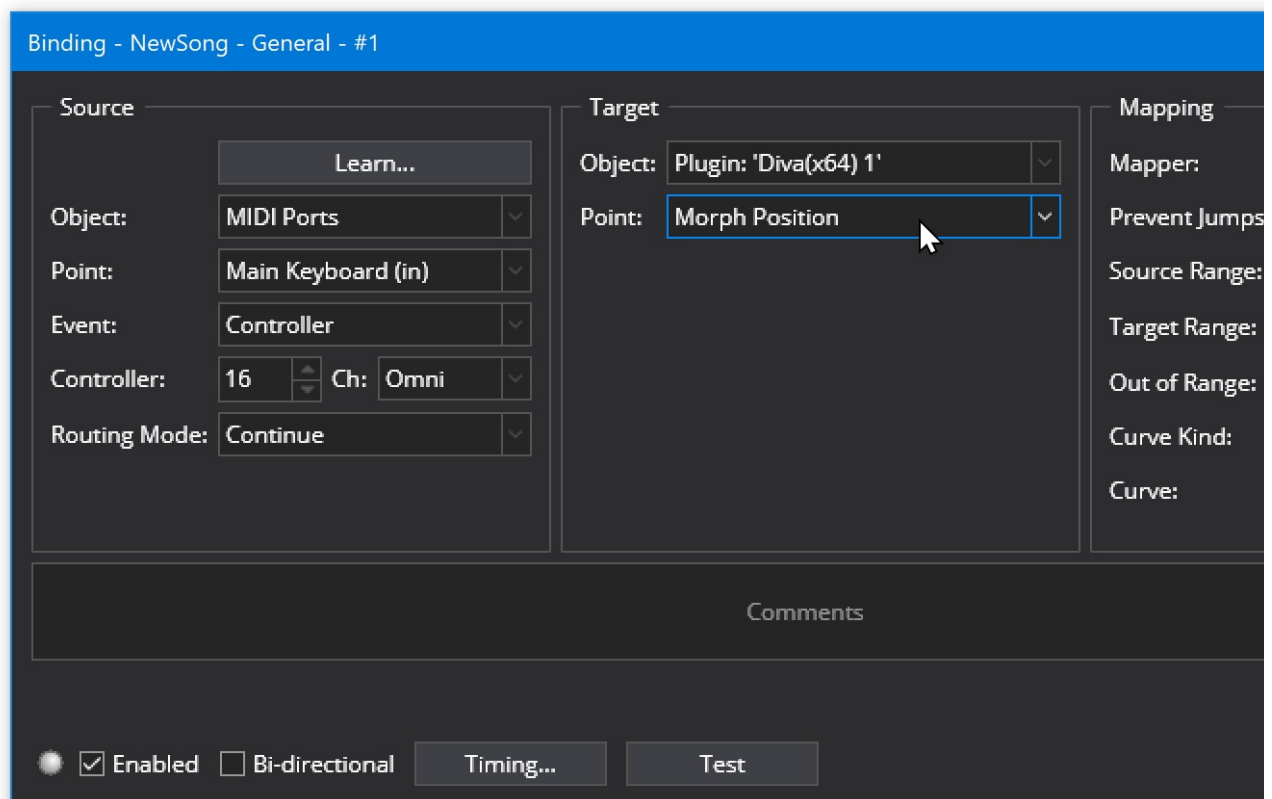 Binding - NewSong - General - #1
Source
Learn...
Object: MIDI Ports
Point: Main Keyboard (in)
Event: Controller
Controller: 16 Ch: Omni
Routing Mode: Continue
Target
Object: Plugin: 'Diva(x64) 1'
Point: Morph Position
Mapping
Mapper:
Prevent Jumps
Source Range:
Target Range:
Out of Range:
Curve Kind:
Curve:
Comments
Enabled Bi-directional Timing... Test